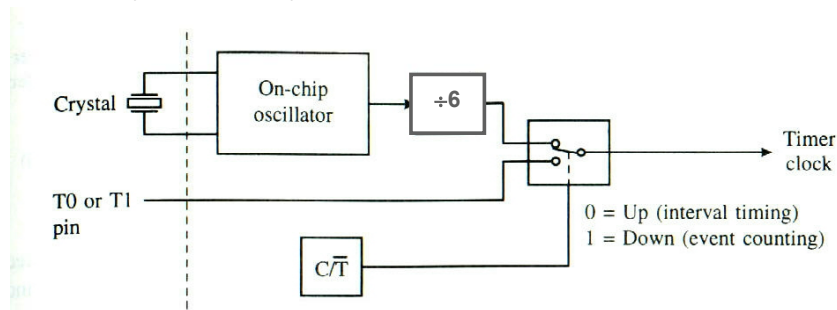 On-chip
oscillator
÷6
Crystal
Timer
clock
T0 or T1
pin
0 = Up (interval timing)
1 = Down (event counting)
C/T̅